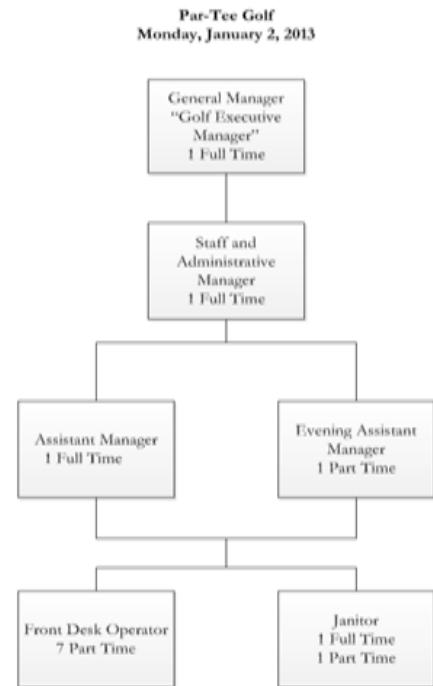 Par-Tee Golf
Monday, January 2, 2013
General Manager
“Golf Executive
Manager”
1 Full Time
Staff and
Administrative
Manager
1 Full Time
Assistant Manager
1 Full Time
Evening Assistant
Manager
1 Part Time
Front Desk Operator
7 Part Time
Janitor
1 Full Time
1 Part Time